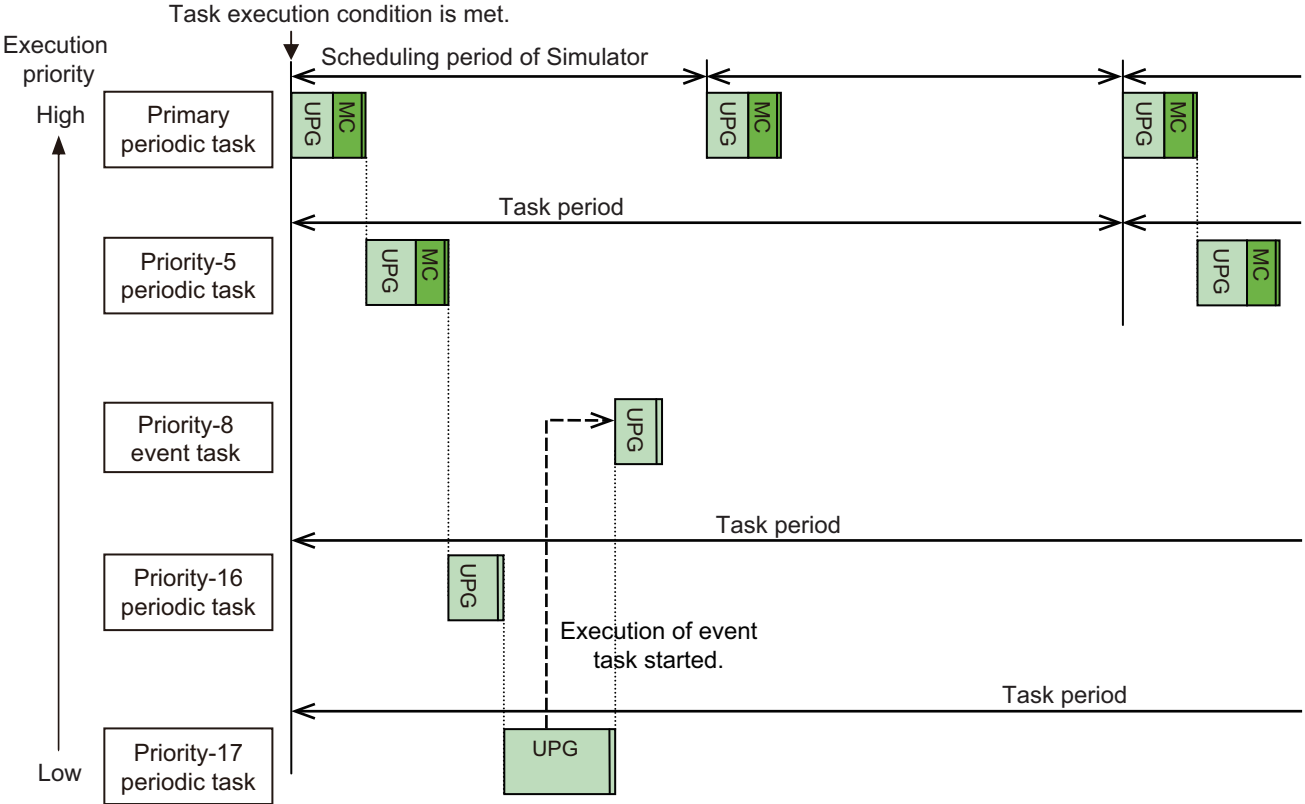 Task execution condition is met.
Execution
priority
Scheduling period of Simulator
High
Primary
periodic task
UPG
MC
UPG
MC
UPG
MC
Task period
Priority-5
periodic task
UPG
MC
UPG
MC
Priority-8
event task
UPG
Task period
Priority-16
periodic task
UPG
Execution of event
task started.
Task period
Priority-17
periodic task
UPG
Low